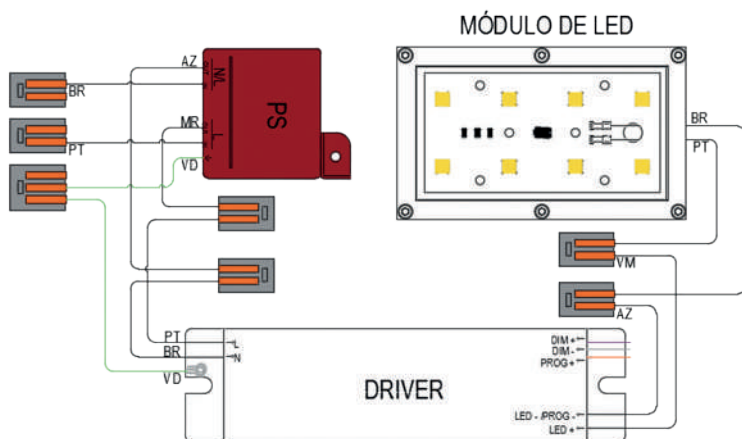 MÓDULO DE LED
AZ
BR
N/L
MR
PS
L
PT
VD
BR
PT
VM
AZ
PT
L
BR
N
VD
DRIVER
DIM +
DIM -
PROG +
LED - /PROG -
LED +